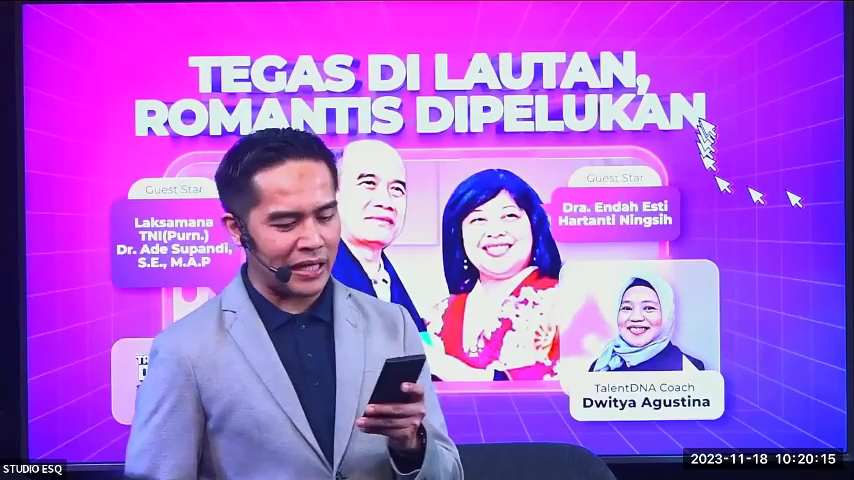 TEGAS DI LAUTAN,
ROMANTIS DIPELUKAN
Guest Star
Laksamana
TNI(Purn.)
Dr. Ade Supandi,
S.E., M.A.P
Guest Star
Dra. Endah Esti
Hartanti Ningsih
TalentDNA Coach
Dwitya Agustina
STUDIO ESQ
2023-11-18 10:20:15